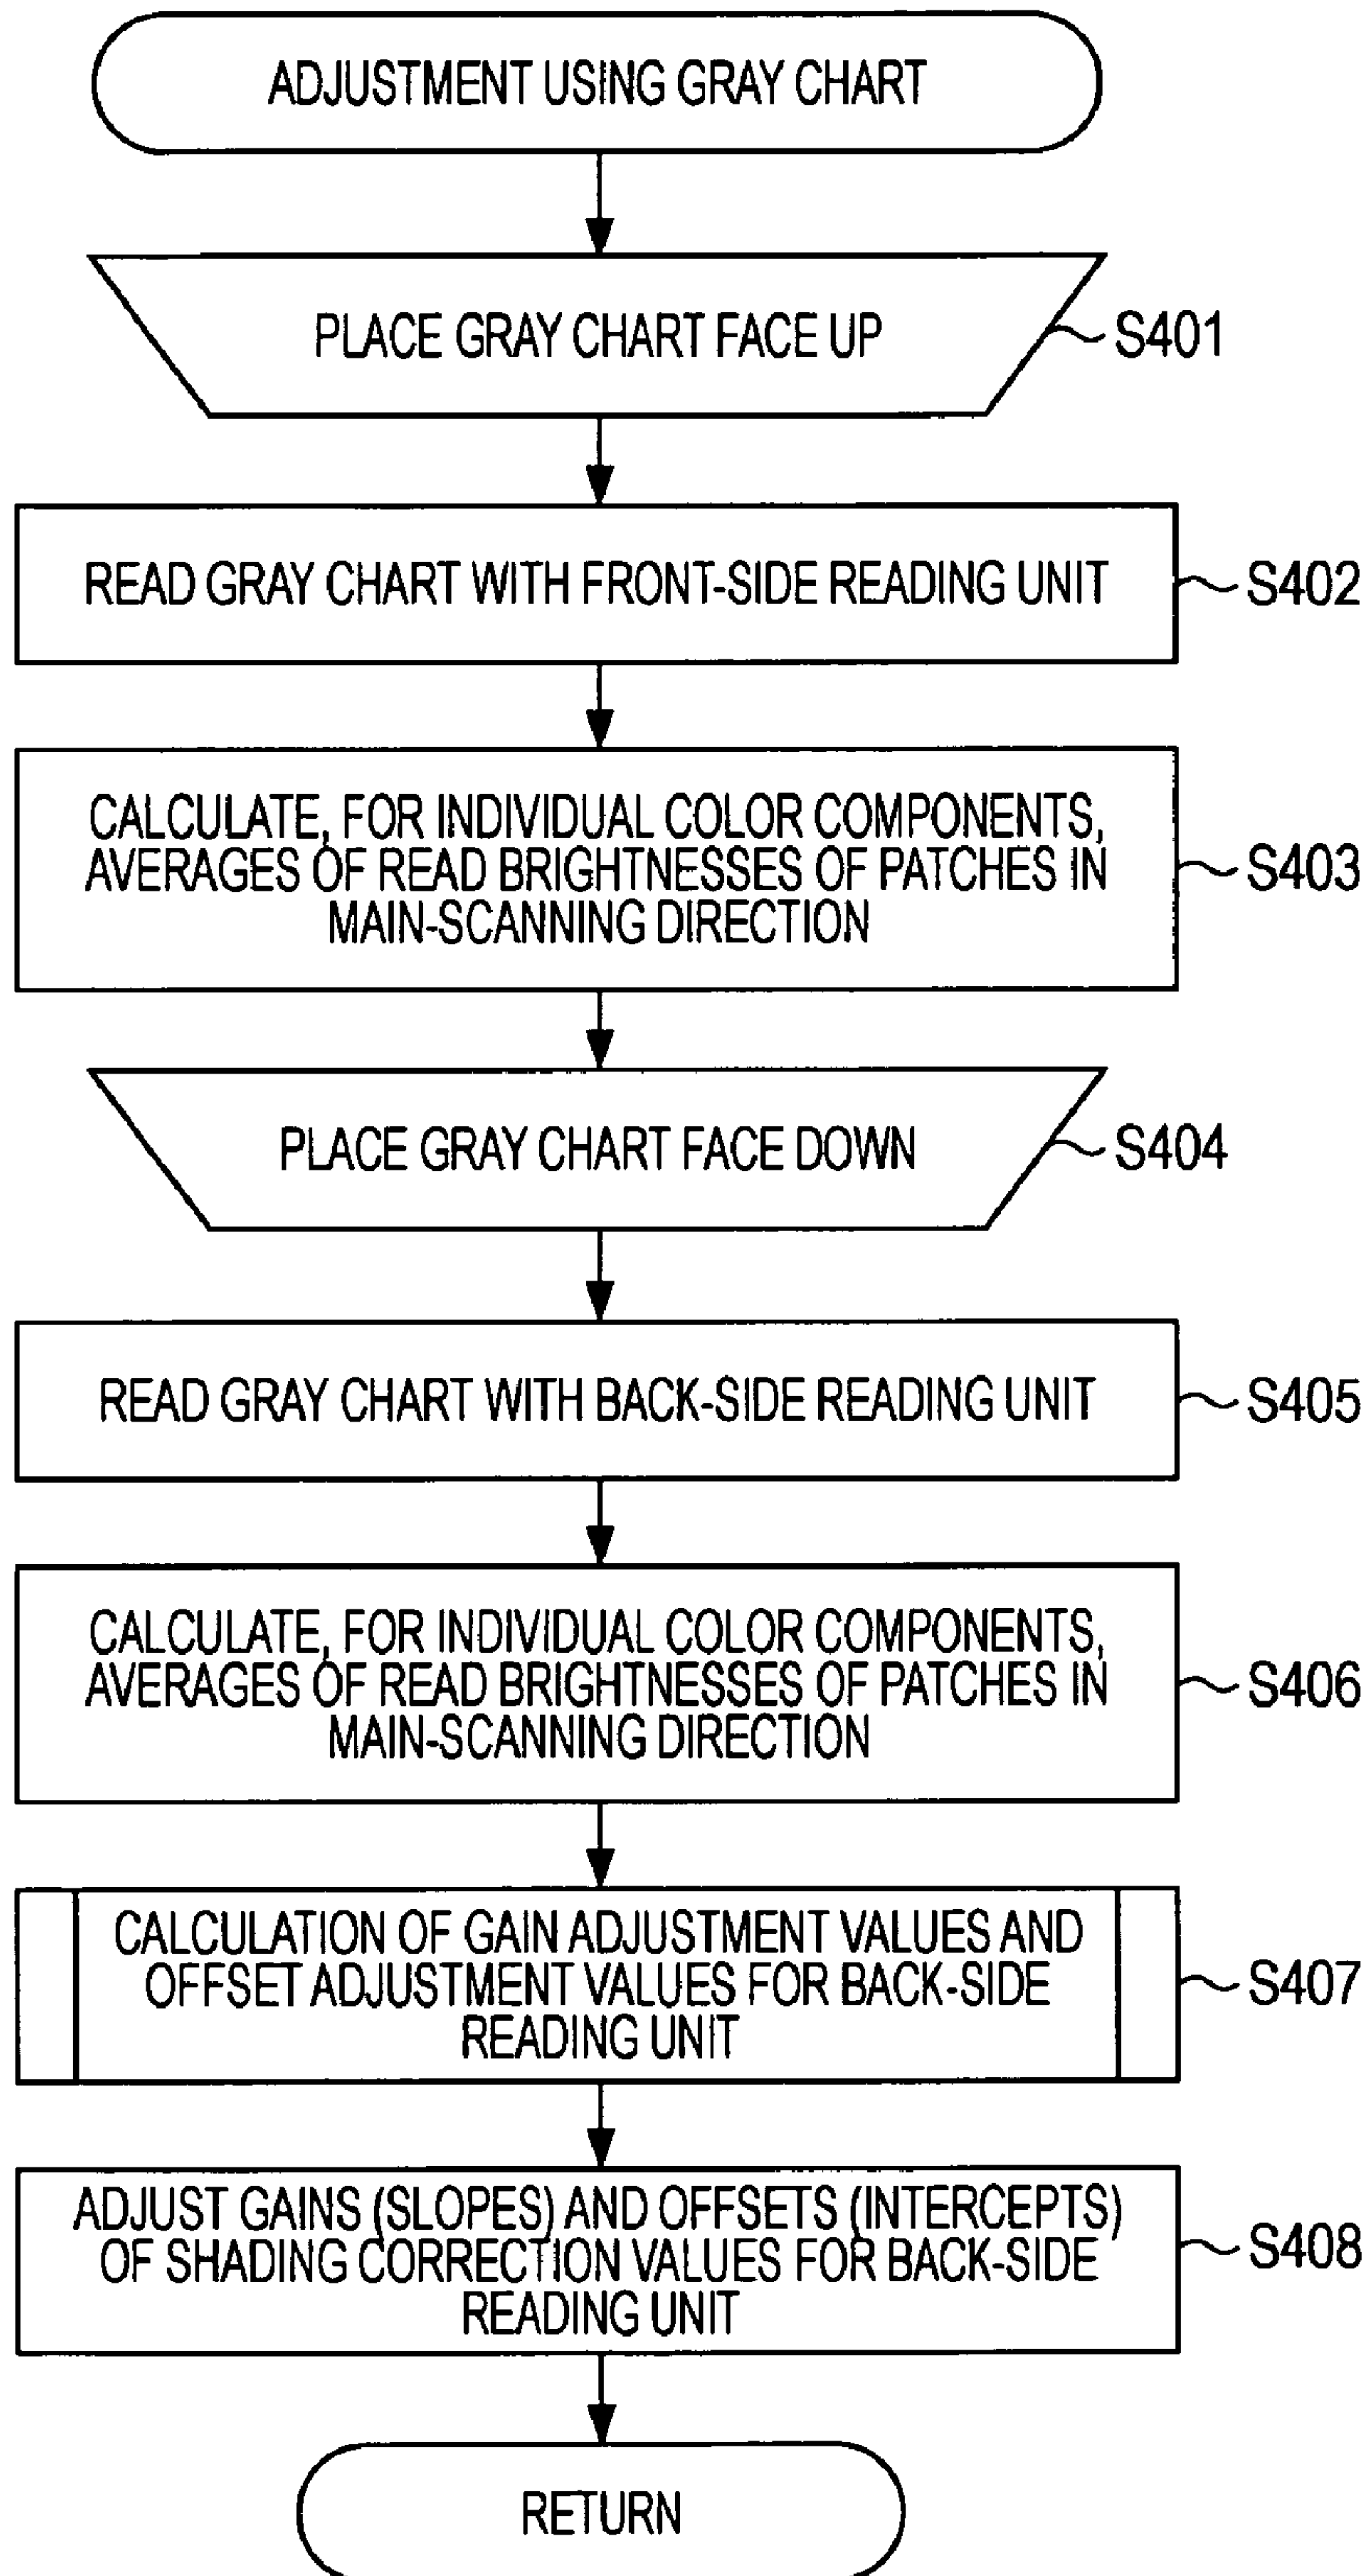 ADJUSTMENT USING GRAY CHART
PLACE GRAY CHART FACE UP
S401
READ GRAY CHART WITH FRONT-SIDE READING UNIT
S402
CALCULATE, FOR INDIVIDUAL COLOR COMPONENTS,
AVERAGES OF READ BRIGHTNESSES OF PATCHES IN
MAIN-SCANNING DIRECTION
S403
PLACE GRAY CHART FACE DOWN
S404
READ GRAY CHART WITH BACK-SIDE READING UNIT
S405
CALCULATE, FOR INDIVIDUAL COLOR COMPONENTS,
AVERAGES OF READ BRIGHTNESSES OF PATCHES IN
MAIN-SCANNING DIRECTION
S406
CALCULATION OF GAIN ADJUSTMENT VALUES AND
OFFSET ADJUSTMENT VALUES FOR BACK-SIDE
READING UNIT
S407
ADJUST GAINS (SLOPES) AND OFFSETS (INTERCEPTS)
OF SHADING CORRECTION VALUES FOR BACK-SIDE
READING UNIT
S408
RETURN